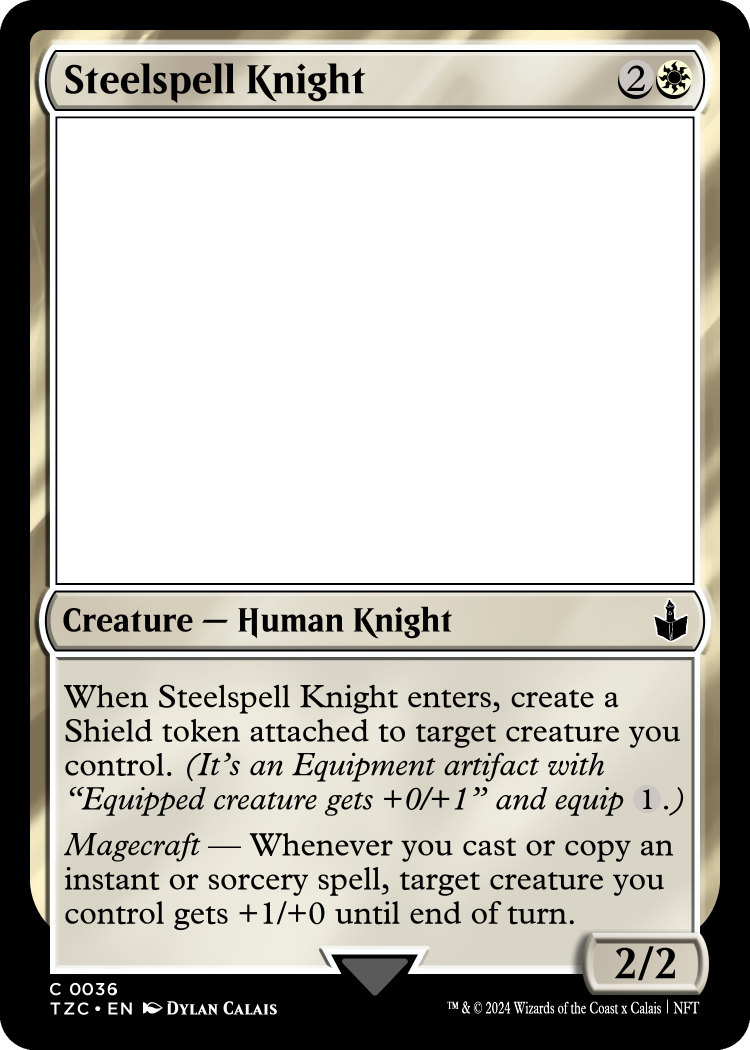 Steelspell Knight 2
Creature — Human Knight
When Steelspell Knight enters, create a
Shield token attached to target creature you
control. (It's an Equipment artifact with
“Equipped creature gets +0/+1” and equip 1.)
Magecraft — Whenever you cast or copy an
instant or sorcery spell, target creature you
control gets +1/+0 until end of turn.
2/2
C 0036
TZC • EN DYLAN CALAIS
™ & © 2024 Wizards of the Coast x Calais | NFT